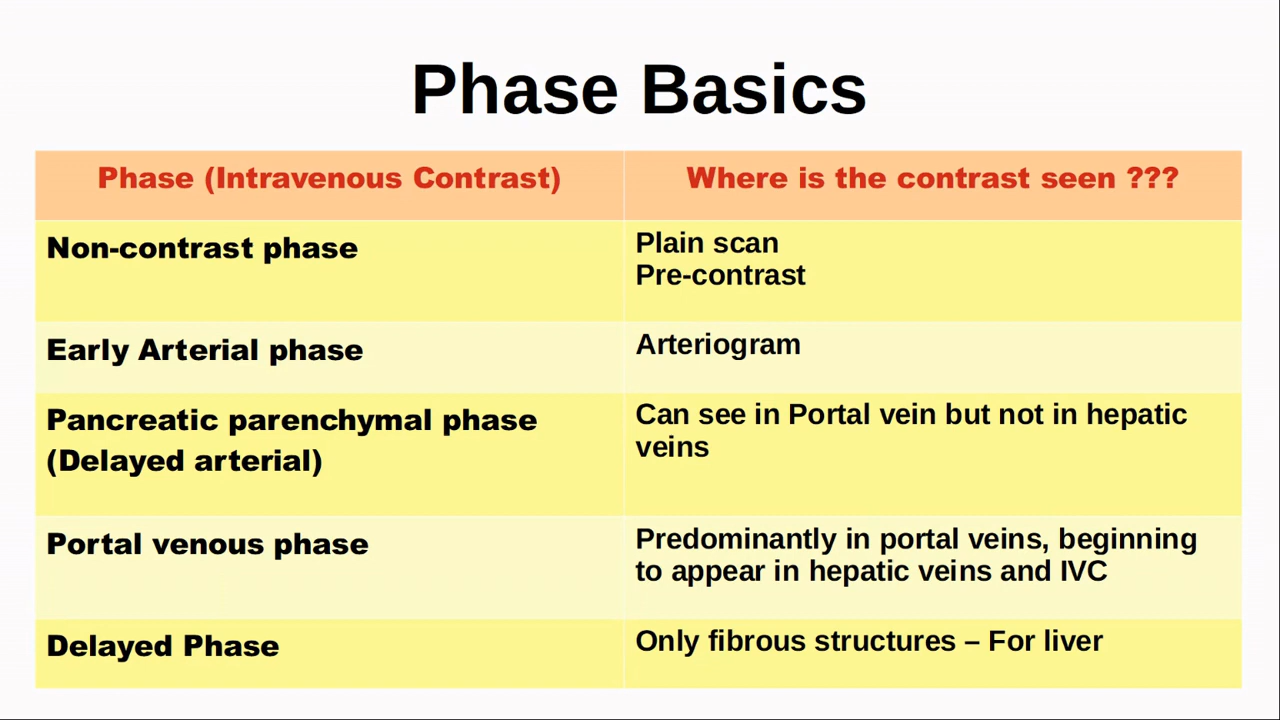 Phase Basics
Phase (Intravenous Contrast)
Where is the contrast seen ???
Non-contrast phase
Plain scan
Pre-contrast
Early Arterial phase
Arteriogram
Pancreatic parenchymal phase
(Delayed arterial)
Can see in Portal vein but not in hepatic
veins
Portal venous phase
Predominantly in portal veins, beginning
to appear in hepatic veins and IVC
Delayed Phase
Only fibrous structures – For liver